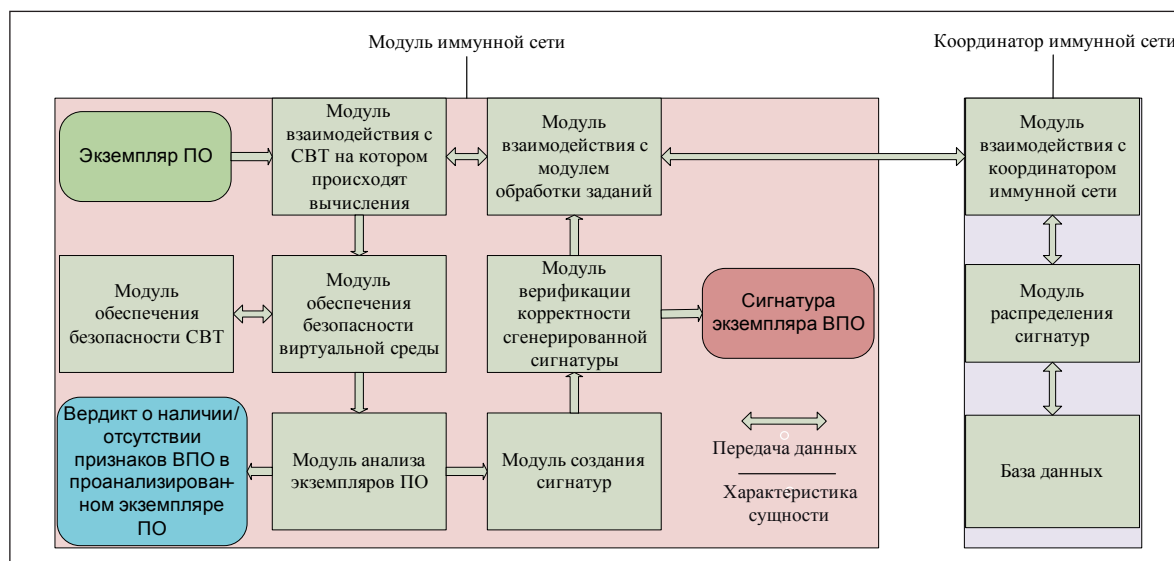 Модуль иммунной сети
Координатор иммунной сети
Экземпляр ПО
Модуль
взаимодействия с
СВТ на котором
происходят
вычисления
Модуль
взаимодействия с
модулем
обработки заданий
Модуль
взаимодействия с
координатором
иммунной сети
Модуль
обеспечения
безопасности СВТ
Модуль
обеспечения
безопасности
виртуальной среды
Модуль
верификации
корректности
сгенерированной
сигнатуры
Сигнатура
экземпляра ВПО
Модуль
распределения
сигнатур
Вердикт о наличии/
отсутствии
признаков ВПО в
проанализирован-
ном экземпляре
ПО
Модуль анализа
экземпляров ПО
Модуль создания
сигнатур
Передача данных
Характеристика
сущности
База данных